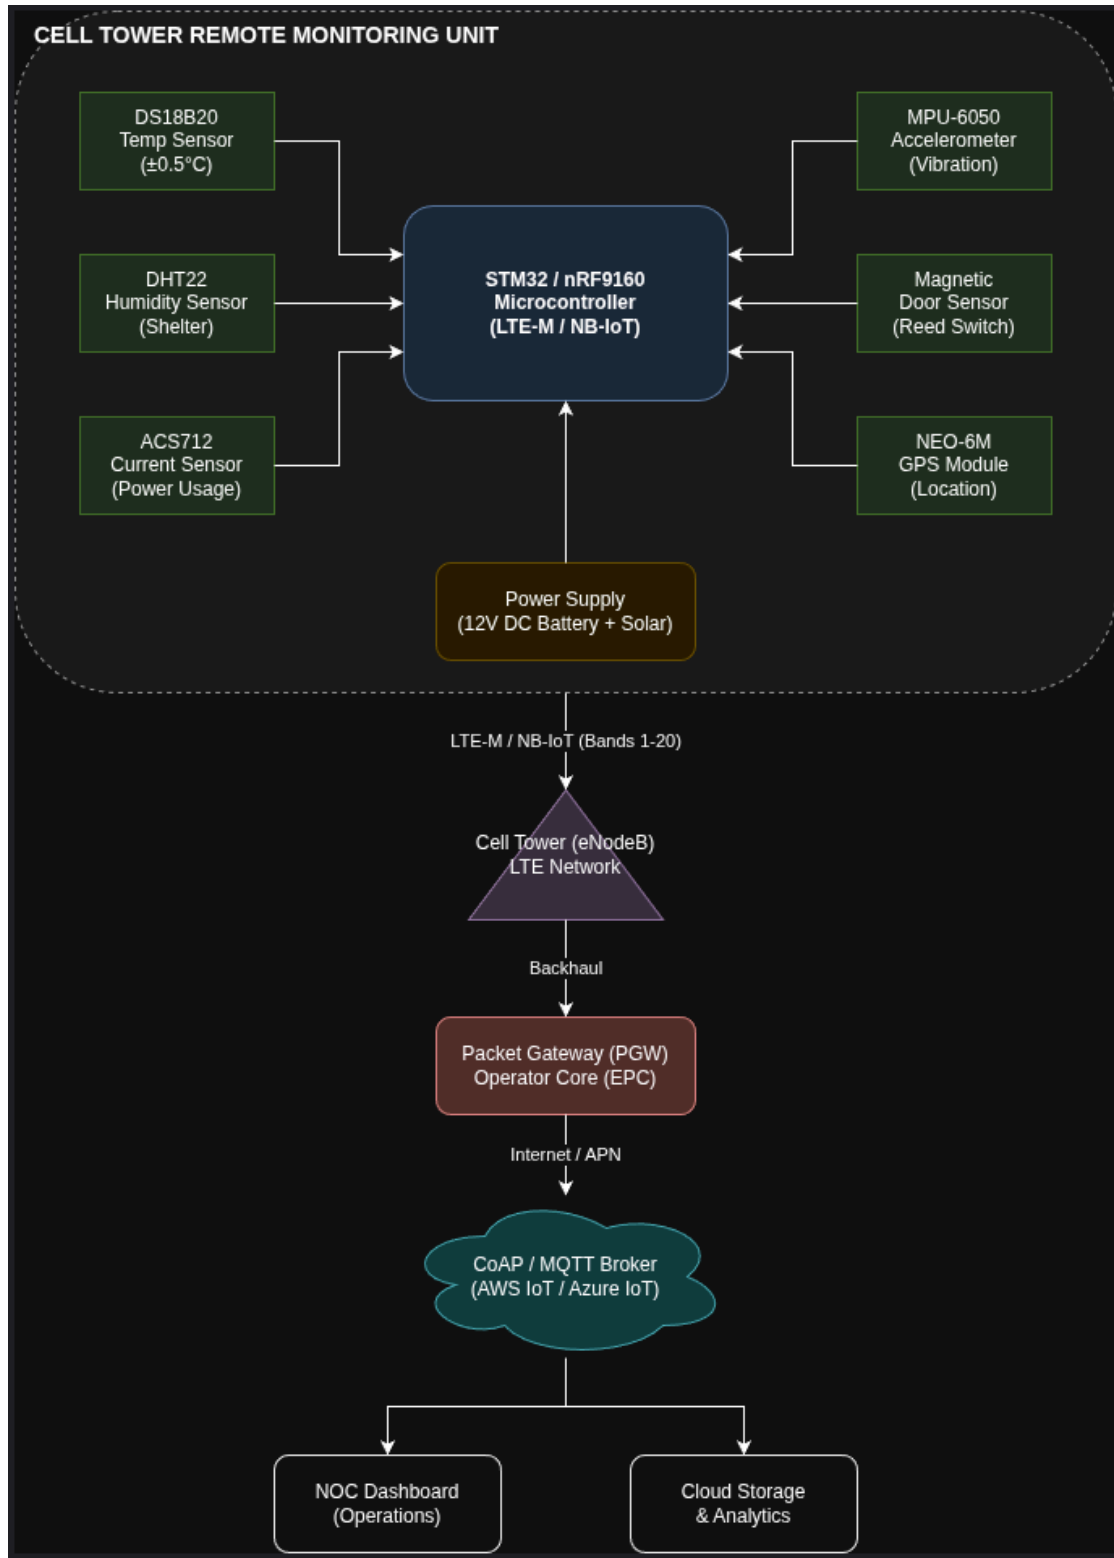 CELL TOWER REMOTE MONITORING UNIT
DS18B20
Temp Sensor
(±0.5°C)
MPU-6050
Accelerometer
(Vibration)
DHT22
Humidity Sensor
(Shelter)
STM32 / nRF9160
Microcontroller
(LTE-M / NB-IoT)
Magnetic
Door Sensor
(Reed Switch)
ACS712
Current Sensor
(Power Usage)
NEO-6M
GPS Module
(Location)
Power Supply
(12V DC Battery + Solar)
LTE-M / NB-IoT (Bands 1-20)
Cell Tower (eNodeB)
LTE Network
Backhaul
Packet Gateway (PGW)
Operator Core (EPC)
Internet / APN
CoAP / MQTT Broker
(AWS IoT / Azure IoT)
NOC Dashboard
(Operations)
Cloud Storage
& Analytics